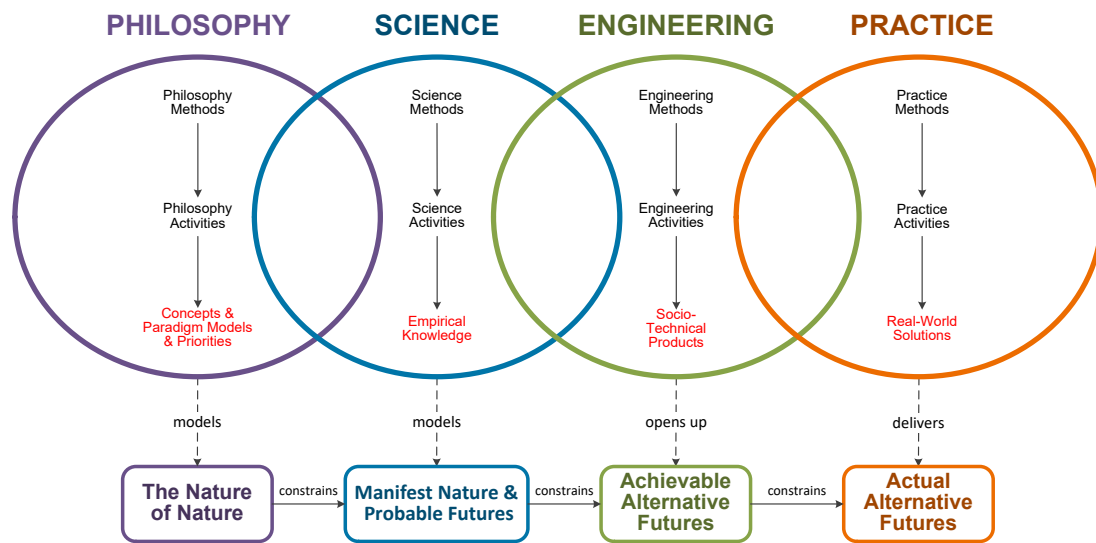 PHILOSOPHY
SCIENCE
ENGINEERING
PRACTICE
Philosophy
Methods
Science
Methods
Engineering
Methods
Practice
Methods
Philosophy
Activities
Science
Activities
Engineering
Activities
Practice
Activities
Concepts &
Paradigm Models
& Priorities
Empirical
Knowledge
Socio-
Technical
Products
Real-World
Solutions
models
models
opens up
delivers
The Nature
of Nature
constrains
Manifest Nature &
Probable Futures
constrains
Achievable
Alternative
Futures
constrains
Actual
Alternative
Futures